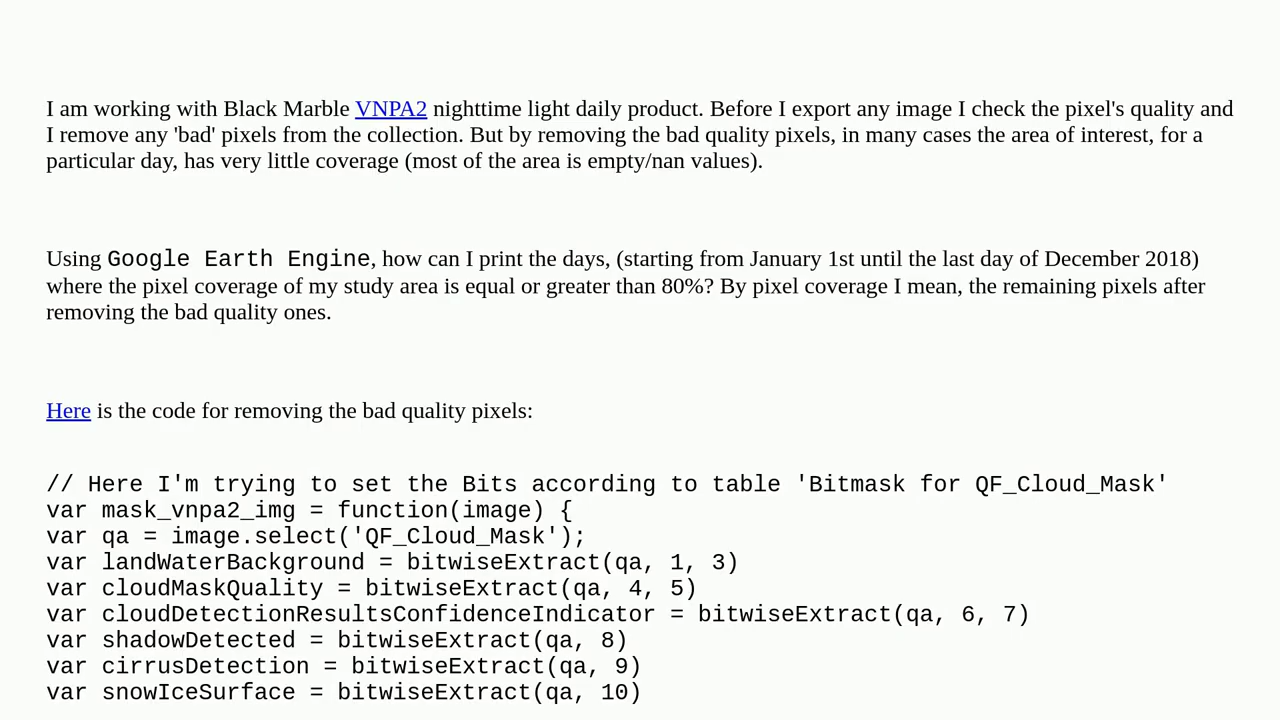 I am working with Black Marble VNPA2 nighttime light daily product. Before I export any image I check the pixel's quality and
I remove any 'bad' pixels from the collection. But by removing the bad quality pixels, in many cases the area of interest, for a
particular day, has very little coverage (most of the area is empty/nan values).
Using Google Earth Engine, how can I print the days, (starting from January 1st until the last day of December 2018)
where the pixel coverage of my study area is equal or greater than 80%? By pixel coverage I mean, the remaining pixels after
removing the bad quality ones.
Here is the code for removing the bad quality pixels:
// Here I'm trying to set the Bits according to table 'Bitmask for QF_Cloud_Mask'
var mask_vnpa2_img = function(image) {
var qa = image.select('QF_Cloud_Mask');
var landWaterBackground = bitwiseExtract(qa, 1, 3)
var cloudMaskQuality = bitwiseExtract(qa, 4, 5)
var cloudDetectionResultsConfidenceIndicator = bitwiseExtract(qa, 6, 7)
var shadowDetected = bitwiseExtract(qa, 8)
var cirrusDetection = bitwiseExtract(qa, 9)
var snowIceSurface = bitwiseExtract(qa, 10)